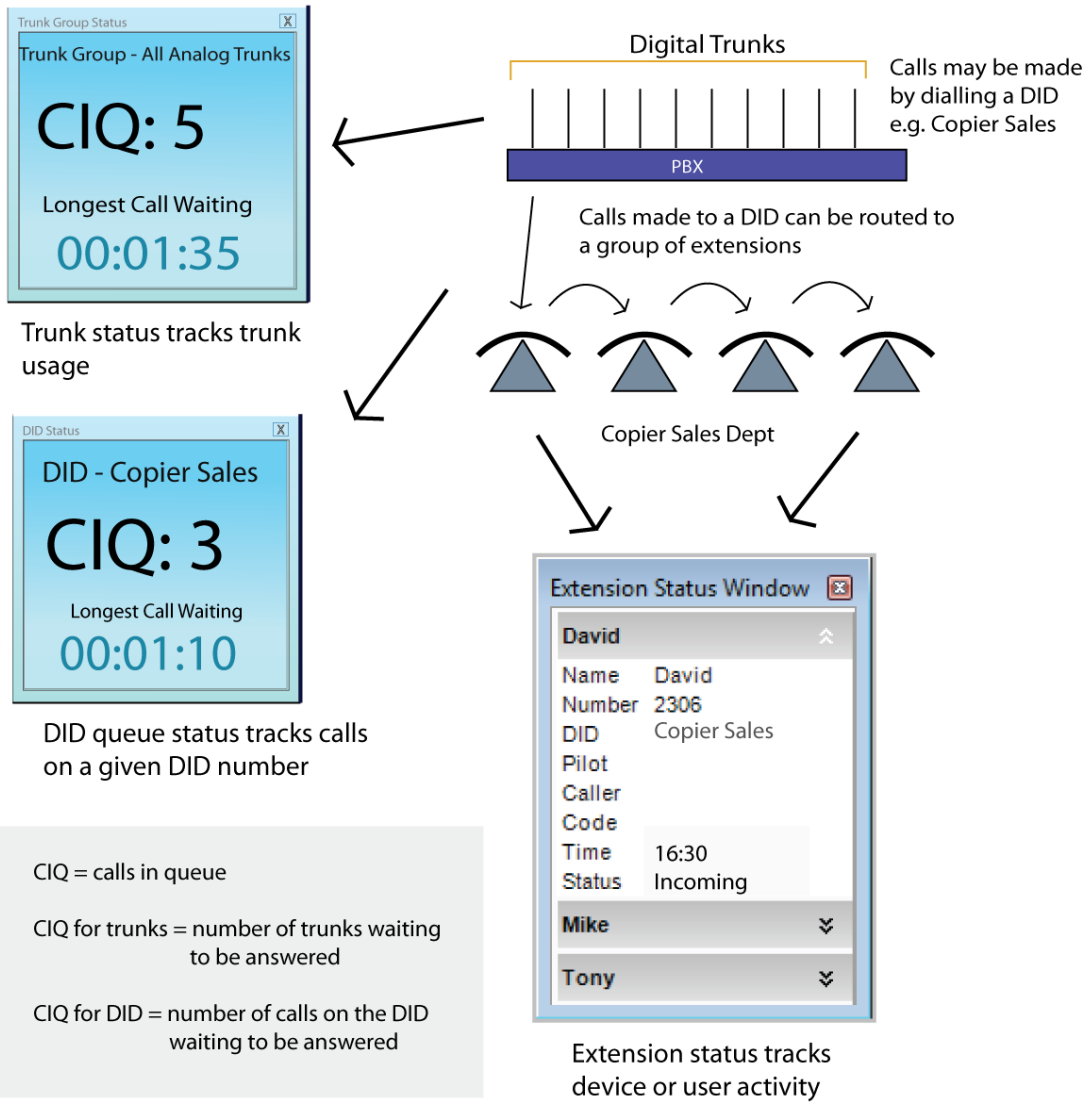 Trunk Group Status
X
Trunk Group - All Analog Trunks
CIQ: 5
Longest Call Waiting
00:01:35
Trunk status tracks trunk
usage
Digital Trunks
Calls may be made
by dialling a DID
e.g. Copier Sales
PBX
Calls made to a DID can be routed to
a group of extensions
Copier Sales Dept
DID Status
X
DID - Copier Sales
CIQ: 3
Longest Call Waiting
00:01:10
DID queue status tracks calls
on a given DID number
CIQ = calls in queue
CIQ for trunks = number of trunks waiting
to be answered
CIQ for DID = number of calls on the DID
waiting to be answered
Extension Status Window
David
Name David
Number 2306
DID Copier Sales
Pilot
Caller
Code
Time 16:30
Status Incoming
Mike
Tony
Extension status tracks
device or user activity